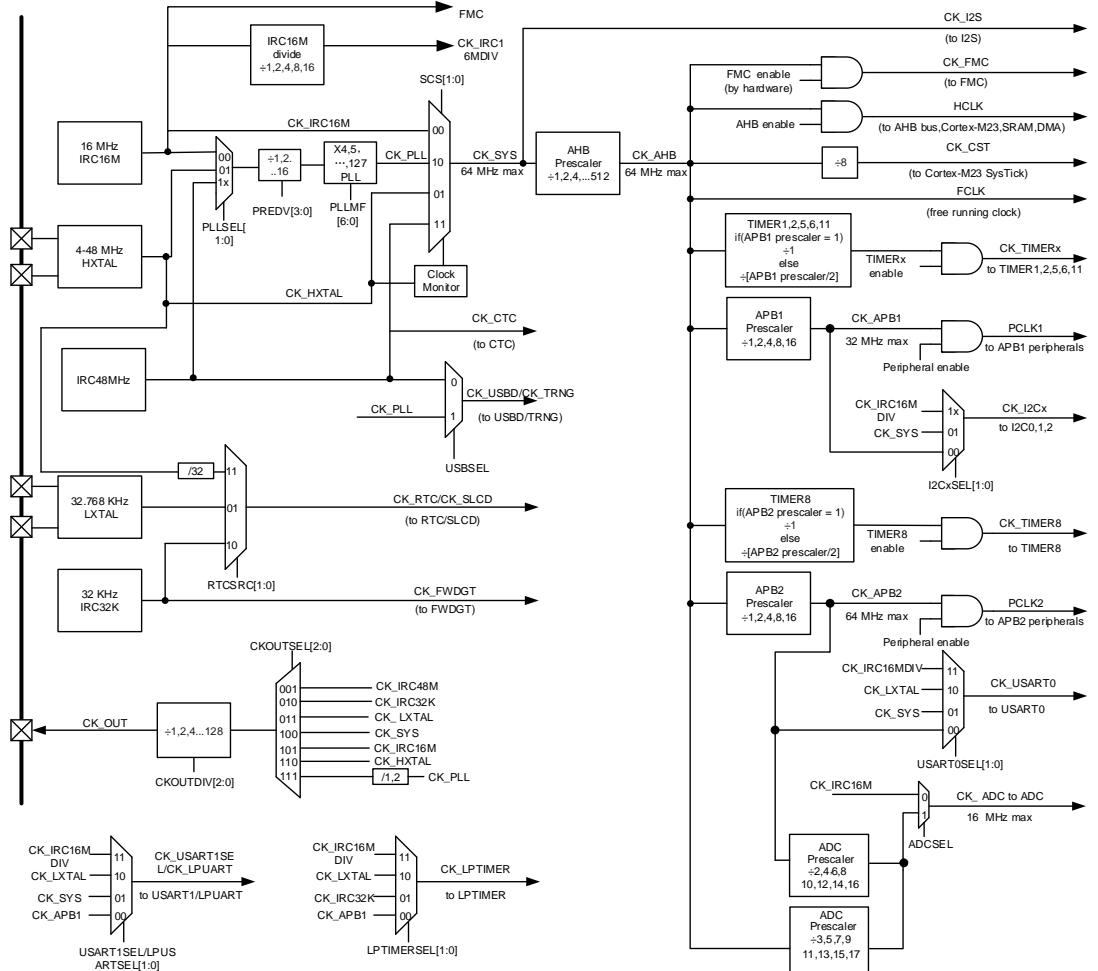 FMC
IRC16M
divide
÷1,2,4,8,16
CK_IRC1
6MDIV
SCS[1:0]
CK_I2S
(to I2S)
16 MHz
IRC16M
CK_IRC16M
00
01
1x
PLLSEL[
1:0]
÷1,2.
..16
PREDV[3:0]
X4,5,
…,127
PLL
PLLMF
[6:0]
CK_PLL
00
10
01
11
CK_SYS
64 MHz max
AHB
Prescaler
÷1,2,4,...512
CK_AHB
64 MHz max
FMC enable
(by hardware)
CK_FMC
(to FMC)
AHB enable
HCLK
(to AHB bus,Cortex-M23,SRAM,DMA)
÷8
CK_CST
(to Cortex-M23 SysTick)
FCLK
(free running clock)
4-48 MHz
HXTAL
Clock
Monitor
CK_HXTAL
TIMER1,2,5,6,11
if(APB1 prescaler = 1)
÷1
else
÷[APB1 prescaler/2]
TIMERx
enable
CK_TIMERx
to TIMER1,2,5,6,11
CK_CTC
(to CTC)
APB1
Prescaler
÷1,2,4,8,16
CK_APB1
32 MHz max
Peripheral enable
PCLK1
to APB1 peripherals
IRC48MHz
CK_PLL
0
1
USBSEL
CK_USBD/CK_TRNG
(to USBD/TRNG)
CK_IRC16M
DIV
CK_SYS
1x
01
00
I2CxSEL[1:0]
CK_I2Cx
to I2C0,1,2
/32
11
01
10
RTCSRC[1:0]
32.768 KHz
LXTAL
CK_RTC/CK_SLCD
(to RTC/SLCD)
TIMER8
if(APB2 prescaler = 1)
÷1
else
÷[APB2 prescaler/2]
TIMER8
enable
CK_TIMER8
to TIMER8
32 KHz
IRC32K
CK_FWDGT
(to FWDGT)
APB2
Prescaler
÷1,2,4,8,16
CK_APB2
64 MHz max
Peripheral enable
PCLK2
to APB2 peripherals
CKOUTSEL[2:0]
001
010
011
100
101
110
111
CK_IRC48M
CK_IRC32K
CK_ LXTAL
CK_SYS
CK_IRC16M
CK_HXTAL
/1,2
CK_PLL
CK_OUT
÷1,2,4...128
CKOUTDIV[2:0]
CK_IRC16MDIV
CK_LXTAL
CK_SYS
11
10
01
00
USART0SEL[1:0]
CK_USART0
to USART0
CK_IRC16M
0
1
ADCSEL
CK_ ADC to ADC
16 MHz max
ADC
Prescaler
÷2,4,6,8
10,12,14,16
ADC
Prescaler
÷3,5,7,9
11,13,15,17
CK_IRC16M
DIV
CK_LXTAL
CK_SYS
CK_APB1
11
10
01
00
CK_USART1SE
L/CK_LPUART
to USART1/LPUART
USART1SEL/LPUS
ARTSEL[1:0]
CK_IRC16M
DIV
CK_LXTAL
CK_IRC32K
CK_APB1
11
10
01
00
CK_LPTIMER
to LPTIMER
LPTIMERSEL[1:0]